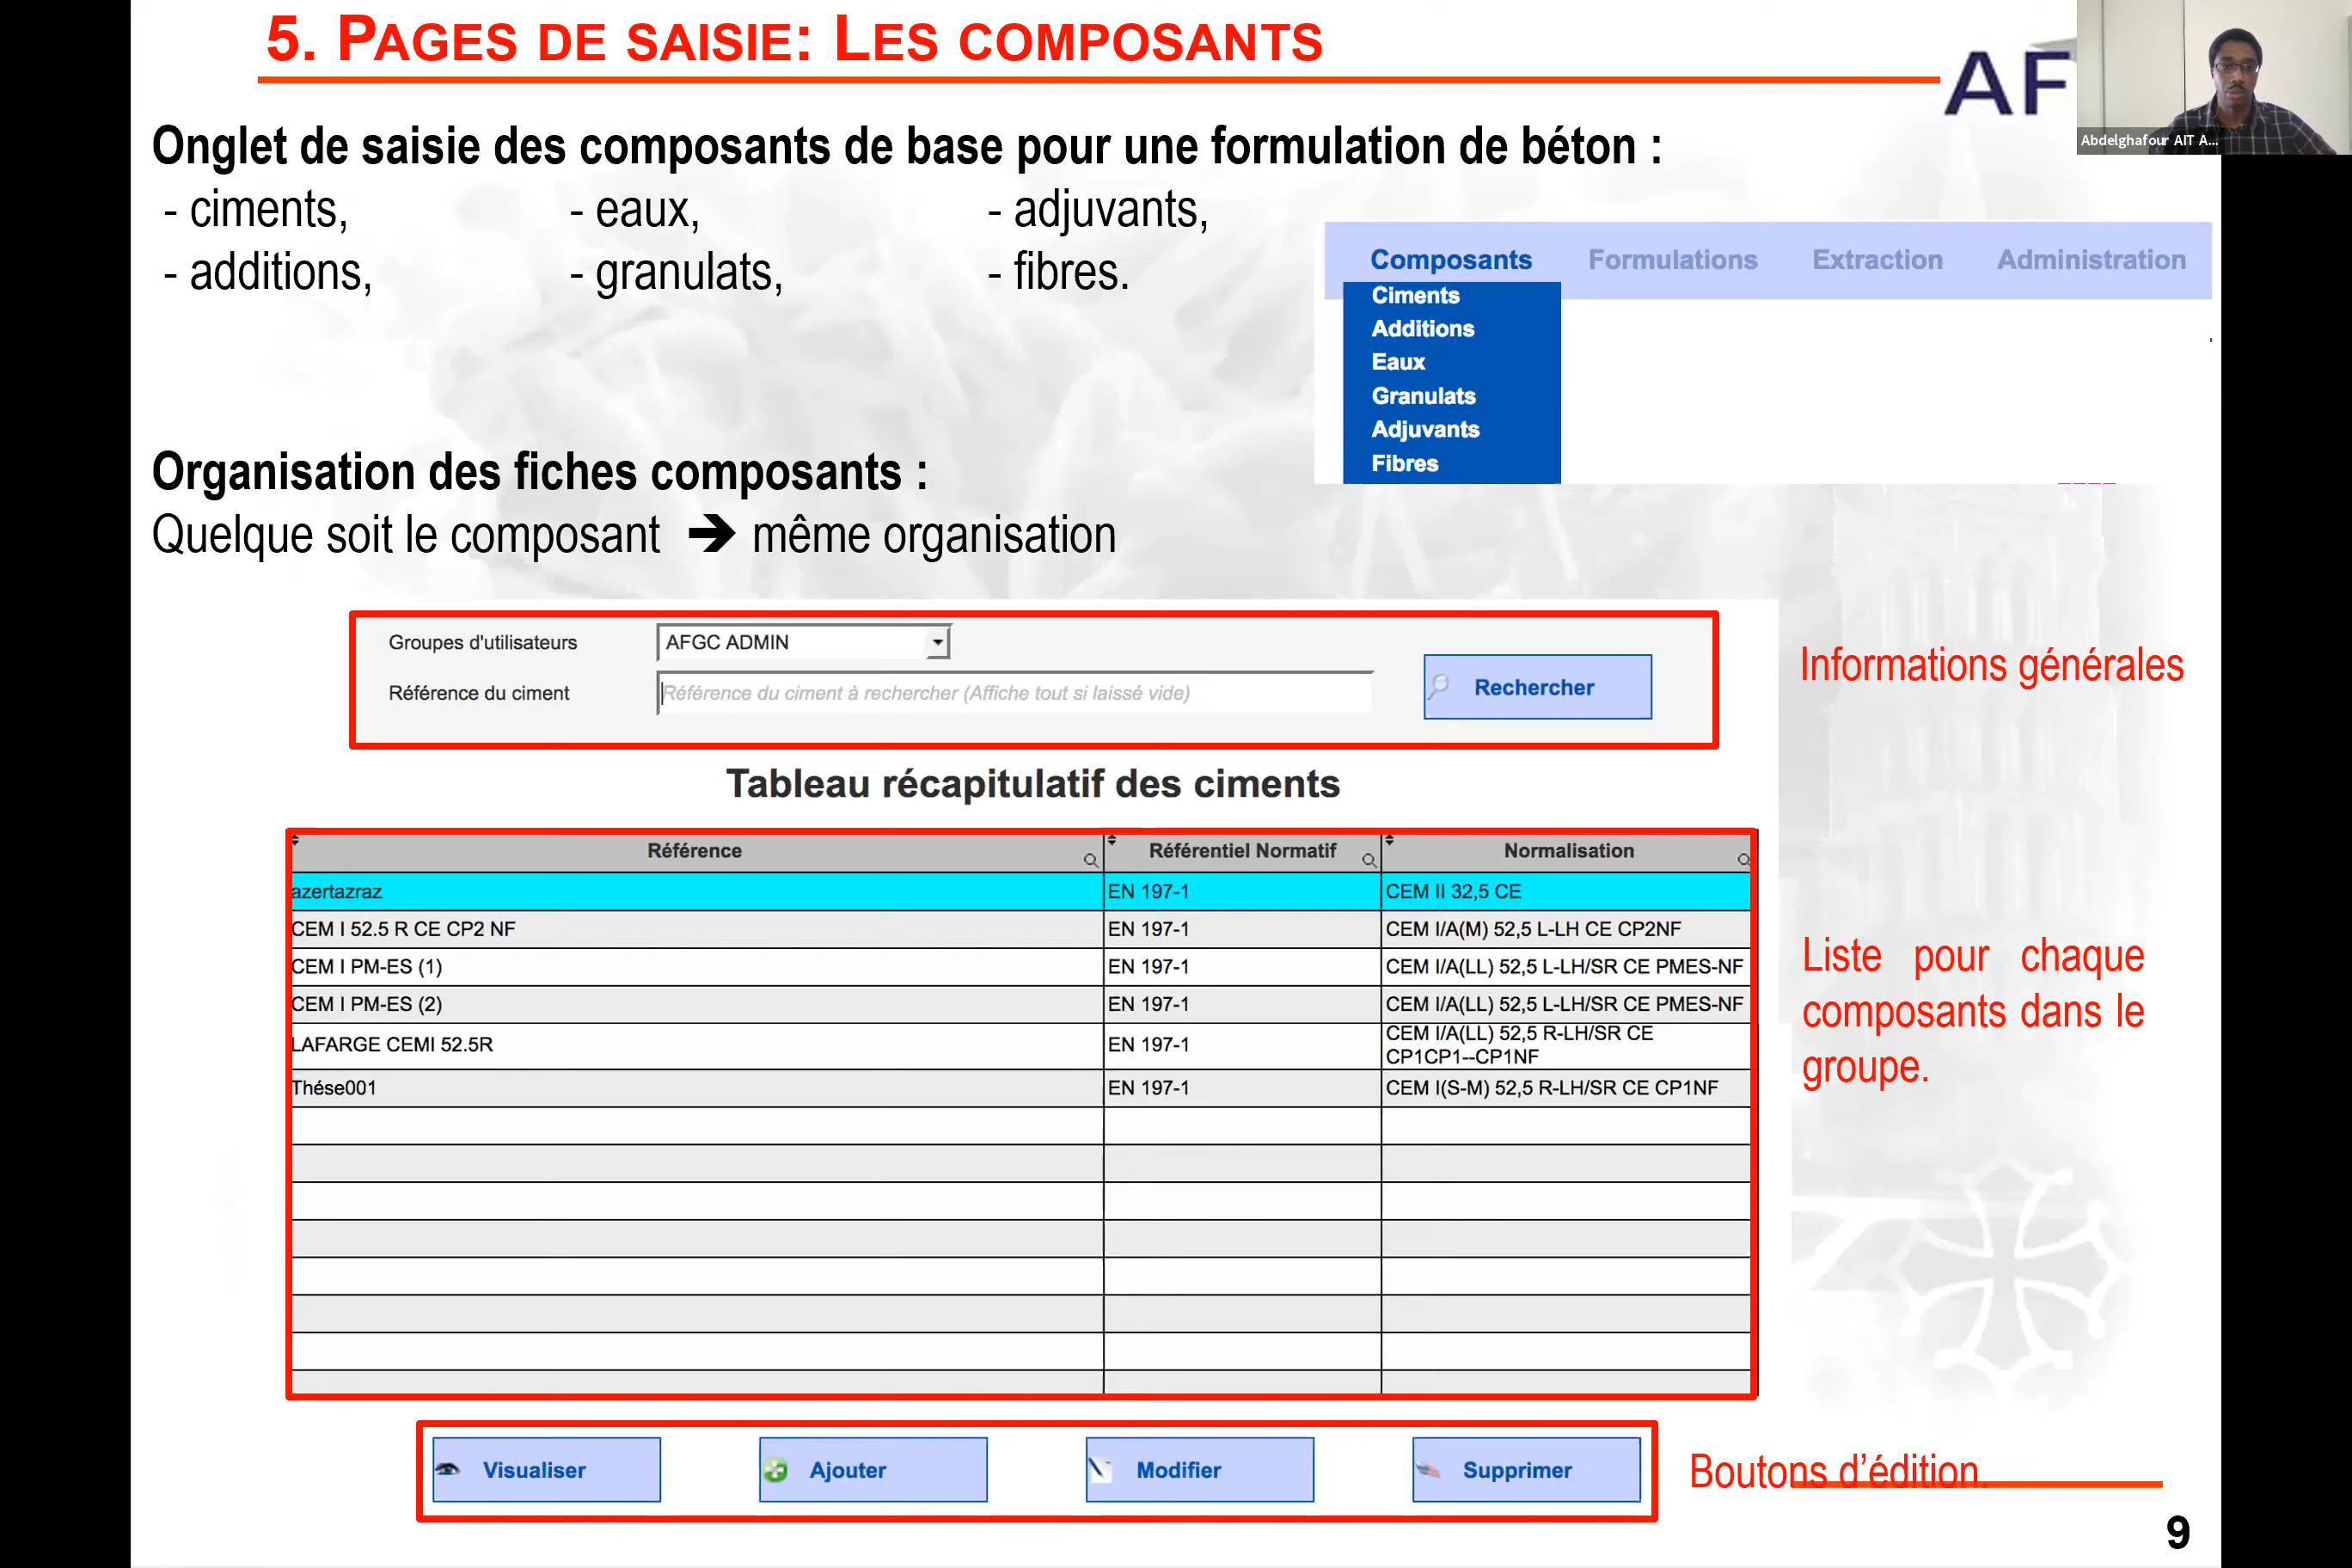 5. PAGES DE SAISIE: LES COMPOSANTS
AF
Abdelghafour AIT A...
Onglet de saisie des composants de base pour une formulation de béton :
- ciments, - eaux, - adjuvants,
- additions, - granulats, - fibres.
Composants Formulations Extraction Administration
Ciments
Additions
Eaux
Granulats
Adjuvants
Fibres
Organisation des fiches composants :
Quelque soit le composant ➔ même organisation
Groupes d'utilisateurs AFGC ADMIN
Référence du ciment Référence du ciment à rechercher (Affiche tout si laissé vide)
Rechercher
Informations générales
Tableau récapitulatif des ciments
Référence Référentiel Normatif Normalisation
azertazraz EN 197-1 CEM II 32,5 CE
CEM I 52.5 R CE CP2 NF EN 197-1 CEM I/A(M) 52,5 L-LH CE CP2NF
CEM I PM-ES (1) EN 197-1 CEM I/A(LL) 52,5 L-LH/SR CE PMES-NF
CEM I PM-ES (2) EN 197-1 CEM I/A(LL) 52,5 L-LH/SR CE PMES-NF
LAFARGE CEMI 52.5R EN 197-1 CEM I/A(LL) 52,5 R-LH/SR CE
CP1CP1--CP1NF
Thése001 EN 197-1 CEM I(S-M) 52,5 R-LH/SR CE CP1NF
Liste pour chaque
composants dans le
groupe.
Visualiser Ajouter Modifier Supprimer
Boutons d'édition.
9